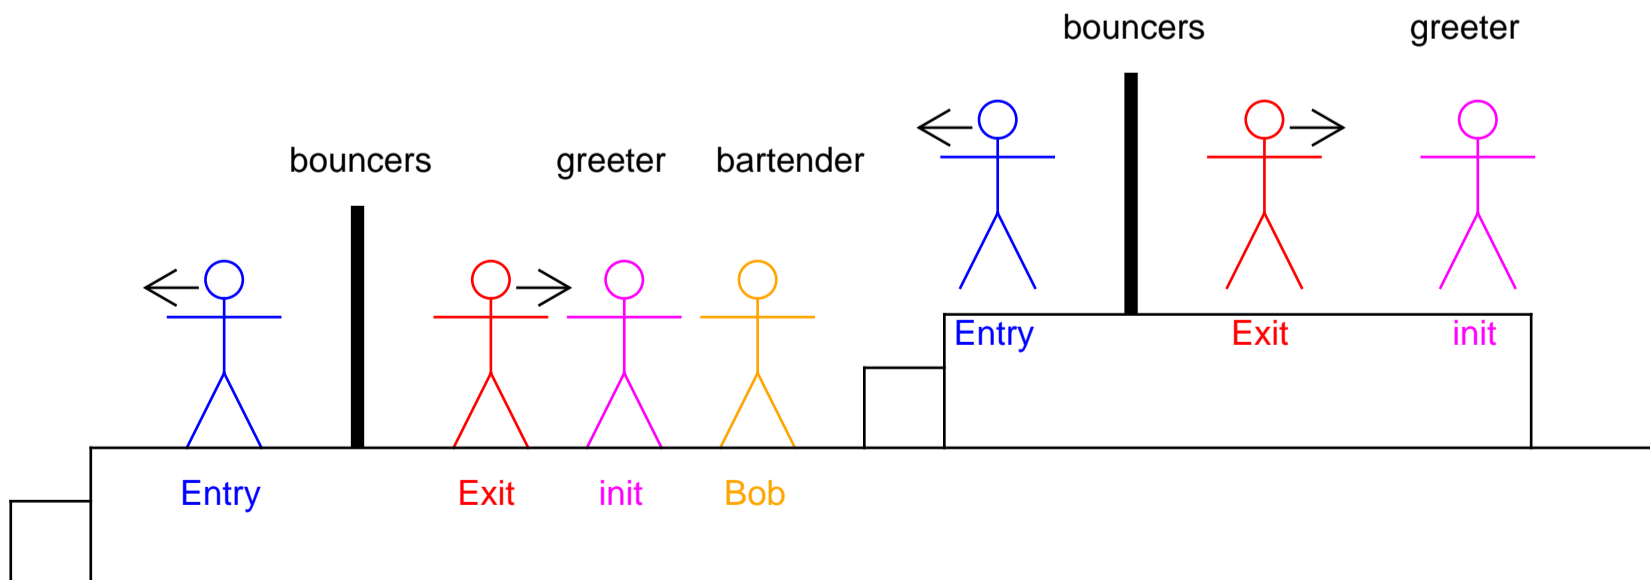 bouncers greeter
bouncers greeter bartender
Entry Exit init
Entry Exit init Bob